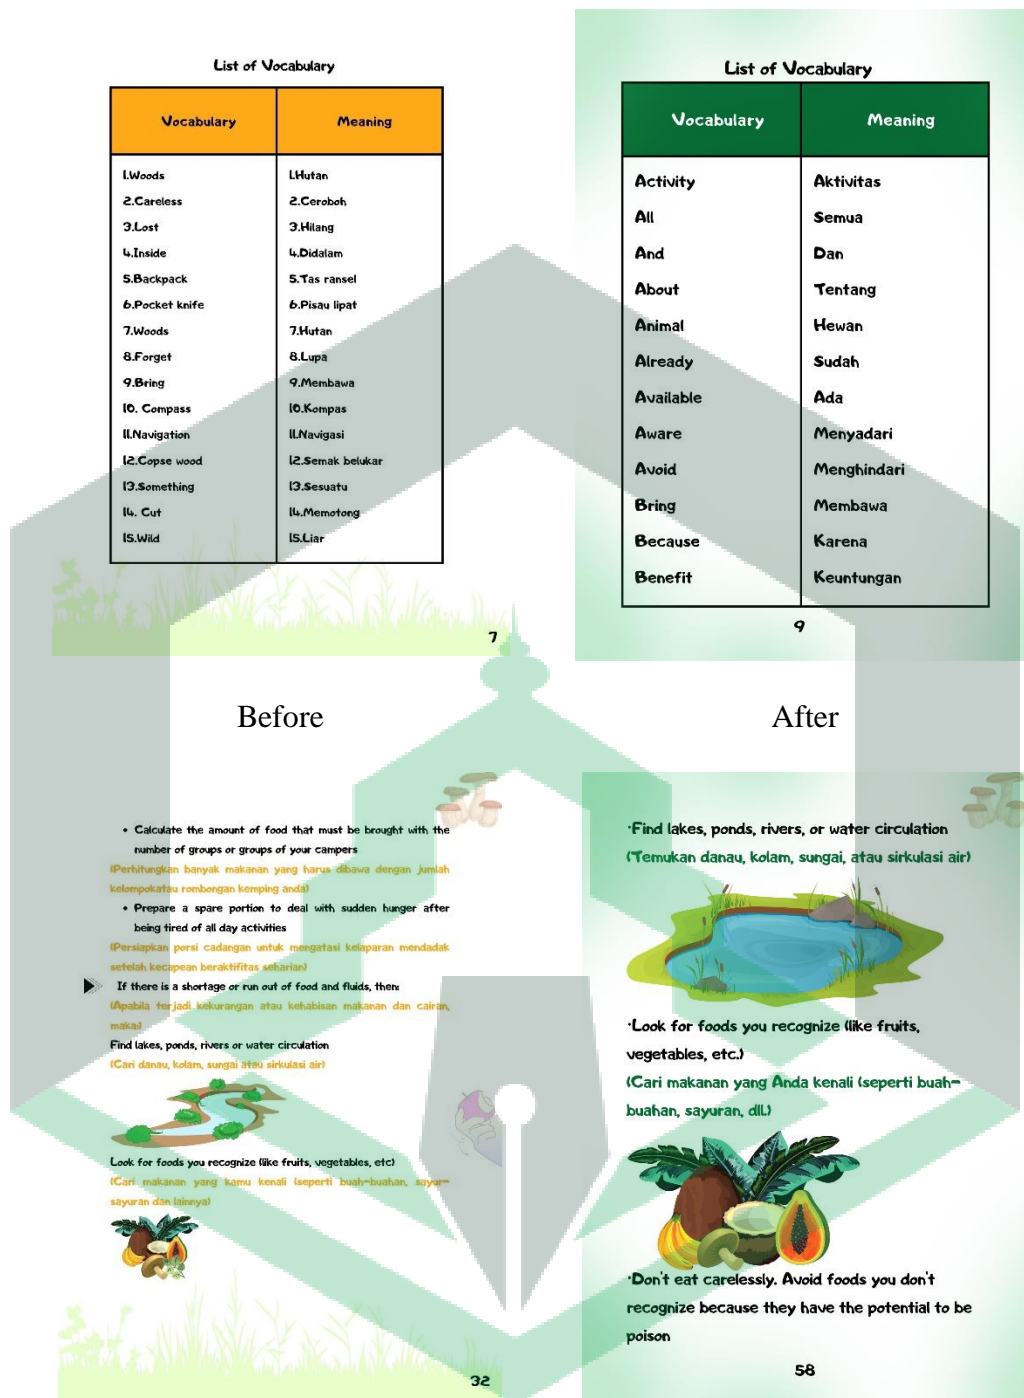 List of Vocabulary
Vocabulary Meaning
1.Woods 1.Hutan
2.Careless 2.Ceroboh
3.Lost 3.Hilang
4.Inside 4.Didalam
5.Backpack 5.Tas ransel
6.Pocket knife 6.Pisau lipat
7.Woods 7.Hutan
8.Forget 8.Lupa
9.Bring 9.Membawa
10. Compass 10.Kompas
11.Navigation 11.Navigasi
12.Copse wood 12.Semak belukar
13.Something 13.Sesuatu
14. Cut 14.Memotong
15.Wild 15.Liar
7
List of Vocabulary
Vocabulary Meaning
Activity Aktivitas
All Semua
And Dan
About Tentang
Animal Hewan
Already Sudah
Available Ada
Aware Menyadari
Avoid Menghindari
Bring Membawa
Because Karena
Benefit Keuntungan
9
Before
After
• Calculate the amount of food that must be brought with the
number of groups or groups of your campers
(Perhitungkan banyak makanan yang harus dibawa dengan jumlah
kelompokatau rombongan kemping anda)
• Prepare a spare portion to deal with sudden hunger after
being tired of all day activities
(Persiapkan porsi cadangan untuk mengatasi kelaparan mendadak
setelah kecapean beraktifitas seharian)
If there is a shortage or run out of food and fluids, then:
(Apabila terjadi kekurangan atau kehabisan makanan dan cairan,
maka:)
Find lakes, ponds, rivers or water circulation
(Cari danau, kolam, sungai atau sirkulasi air)
Look for foods you recognize (like fruits, vegetables, etc)
(Cari makanan yang kamu kenali (seperti buah-buahan, sayur-
sayuran dan lainnya)
32
·Find lakes, ponds, rivers, or water circulation
(Temukan danau, kolam, sungai, atau sirkulasi air)
·Look for foods you recognize (like fruits,
vegetables, etc.)
(Cari makanan yang Anda kenali (seperti buah-
buahan, sayuran, dll.)
·Don't eat carelessly. Avoid foods you don't
recognize because they have the potential to be
poison
58